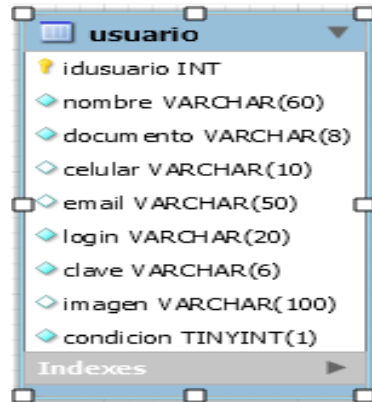 usuario
idusuario INT
nombre VARCHAR(60)
documento VARCHAR(8)
celular VARCHAR(10)
email VARCHAR(50)
login VARCHAR(20)
clave VARCHAR(6)
imagen VARCHAR(100)
condicion TINYINT(1)
Indexes